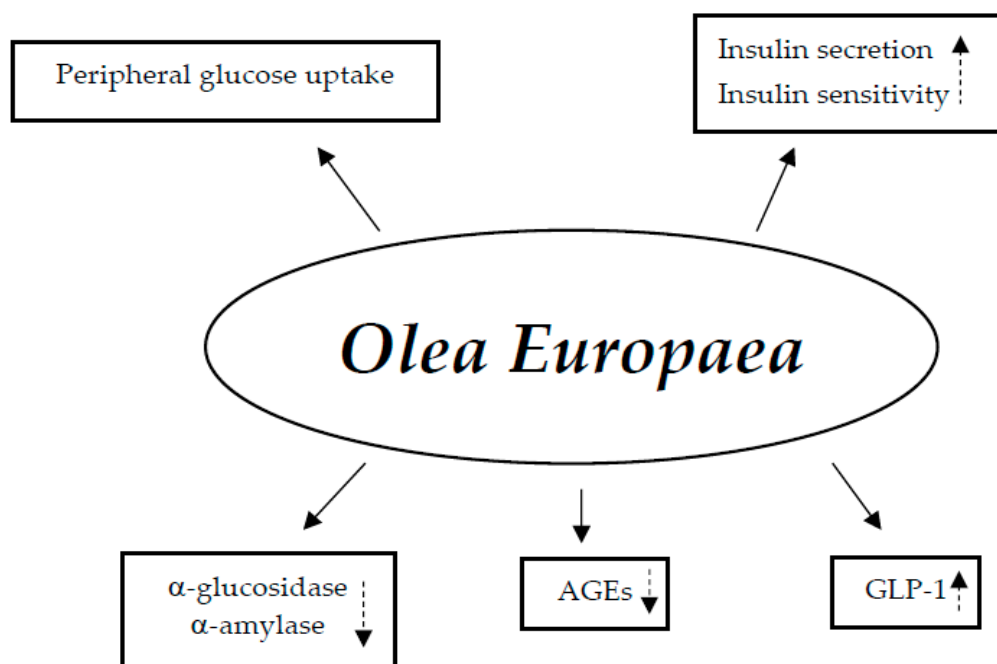 Peripheral glucose uptake
Insulin secretion
Insulin sensitivity
Olea Europaea
α-glucosidase
α-amylase
AGEs
GLP-1